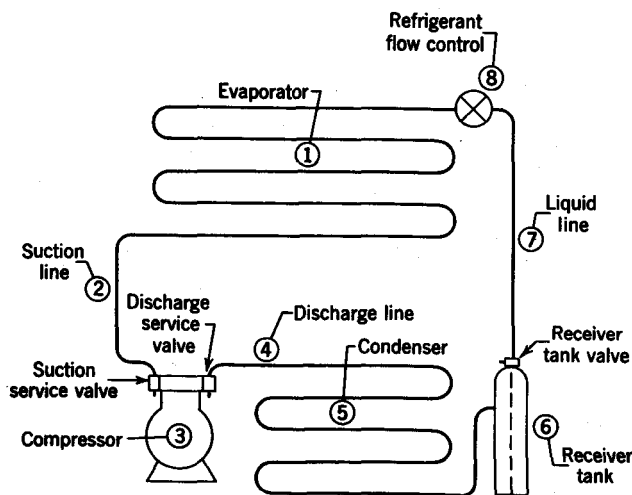 Refrigerant
flow control
8
Evaporator
1
Liquid
line
7
Suction
line
2
Discharge
service
valve
Discharge line
4
Condenser
Receiver
tank valve
Suction
service valve
5
6
Compressor
3
Receiver
tank